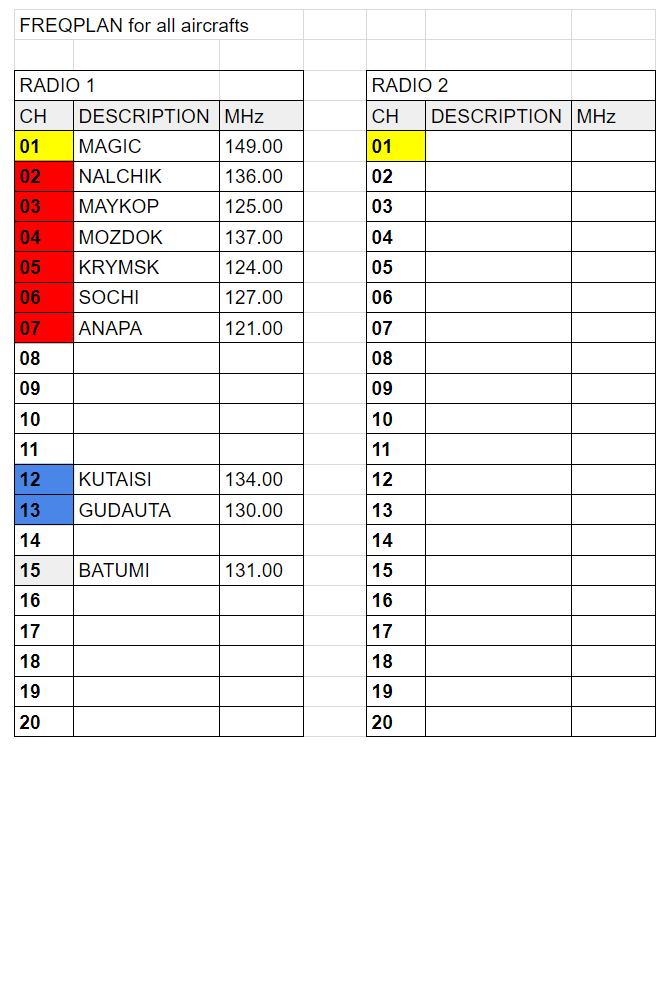 FREQPLAN for all aircrafts
RADIO 1 RADIO 2
CH DESCRIPTION MHz CH DESCRIPTION MHz
01 MAGIC 149.00 01
02 NALCHIK 136.00 02
03 MAYKOP 125.00 03
04 MOZDOK 137.00 04
05 KRYMSK 124.00 05
06 SOCHI 127.00 06
07 ANAPA 121.00 07
08 08
09 09
10 10
11 11
12 KUTAISI 134.00 12
13 GUDAUTA 130.00 13
14 14
15 BATUMI 131.00 15
16 16
17 17
18 18
19 19
20 20